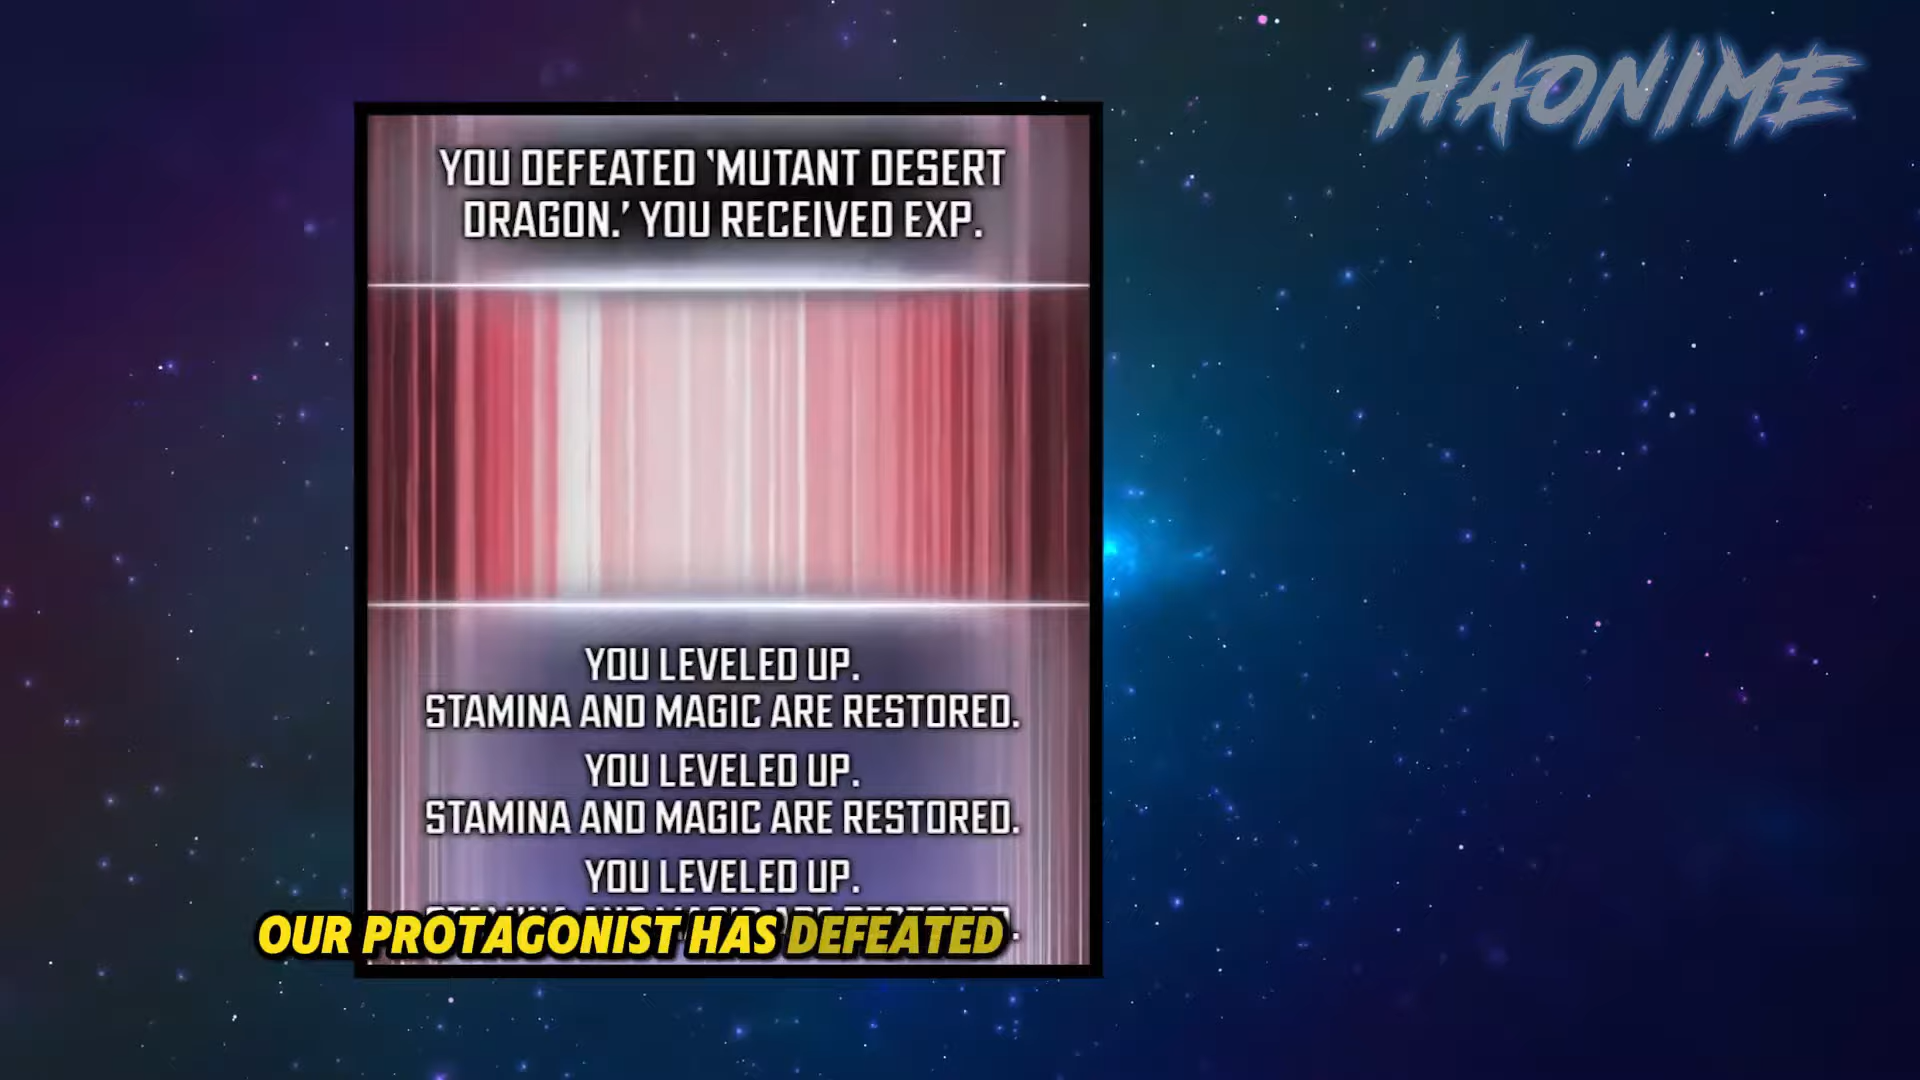 HAONIME
YOU DEFEATED 'MUTANT DESERT
DRAGON.' YOU RECEIVED EXP.
YOU LEVELED UP.
STAMINA AND MAGIC ARE RESTORED.
YOU LEVELED UP.
STAMINA AND MAGIC ARE RESTORED.
YOU LEVELED UP.
OUR PROTAGONIST HAS DEFEATED